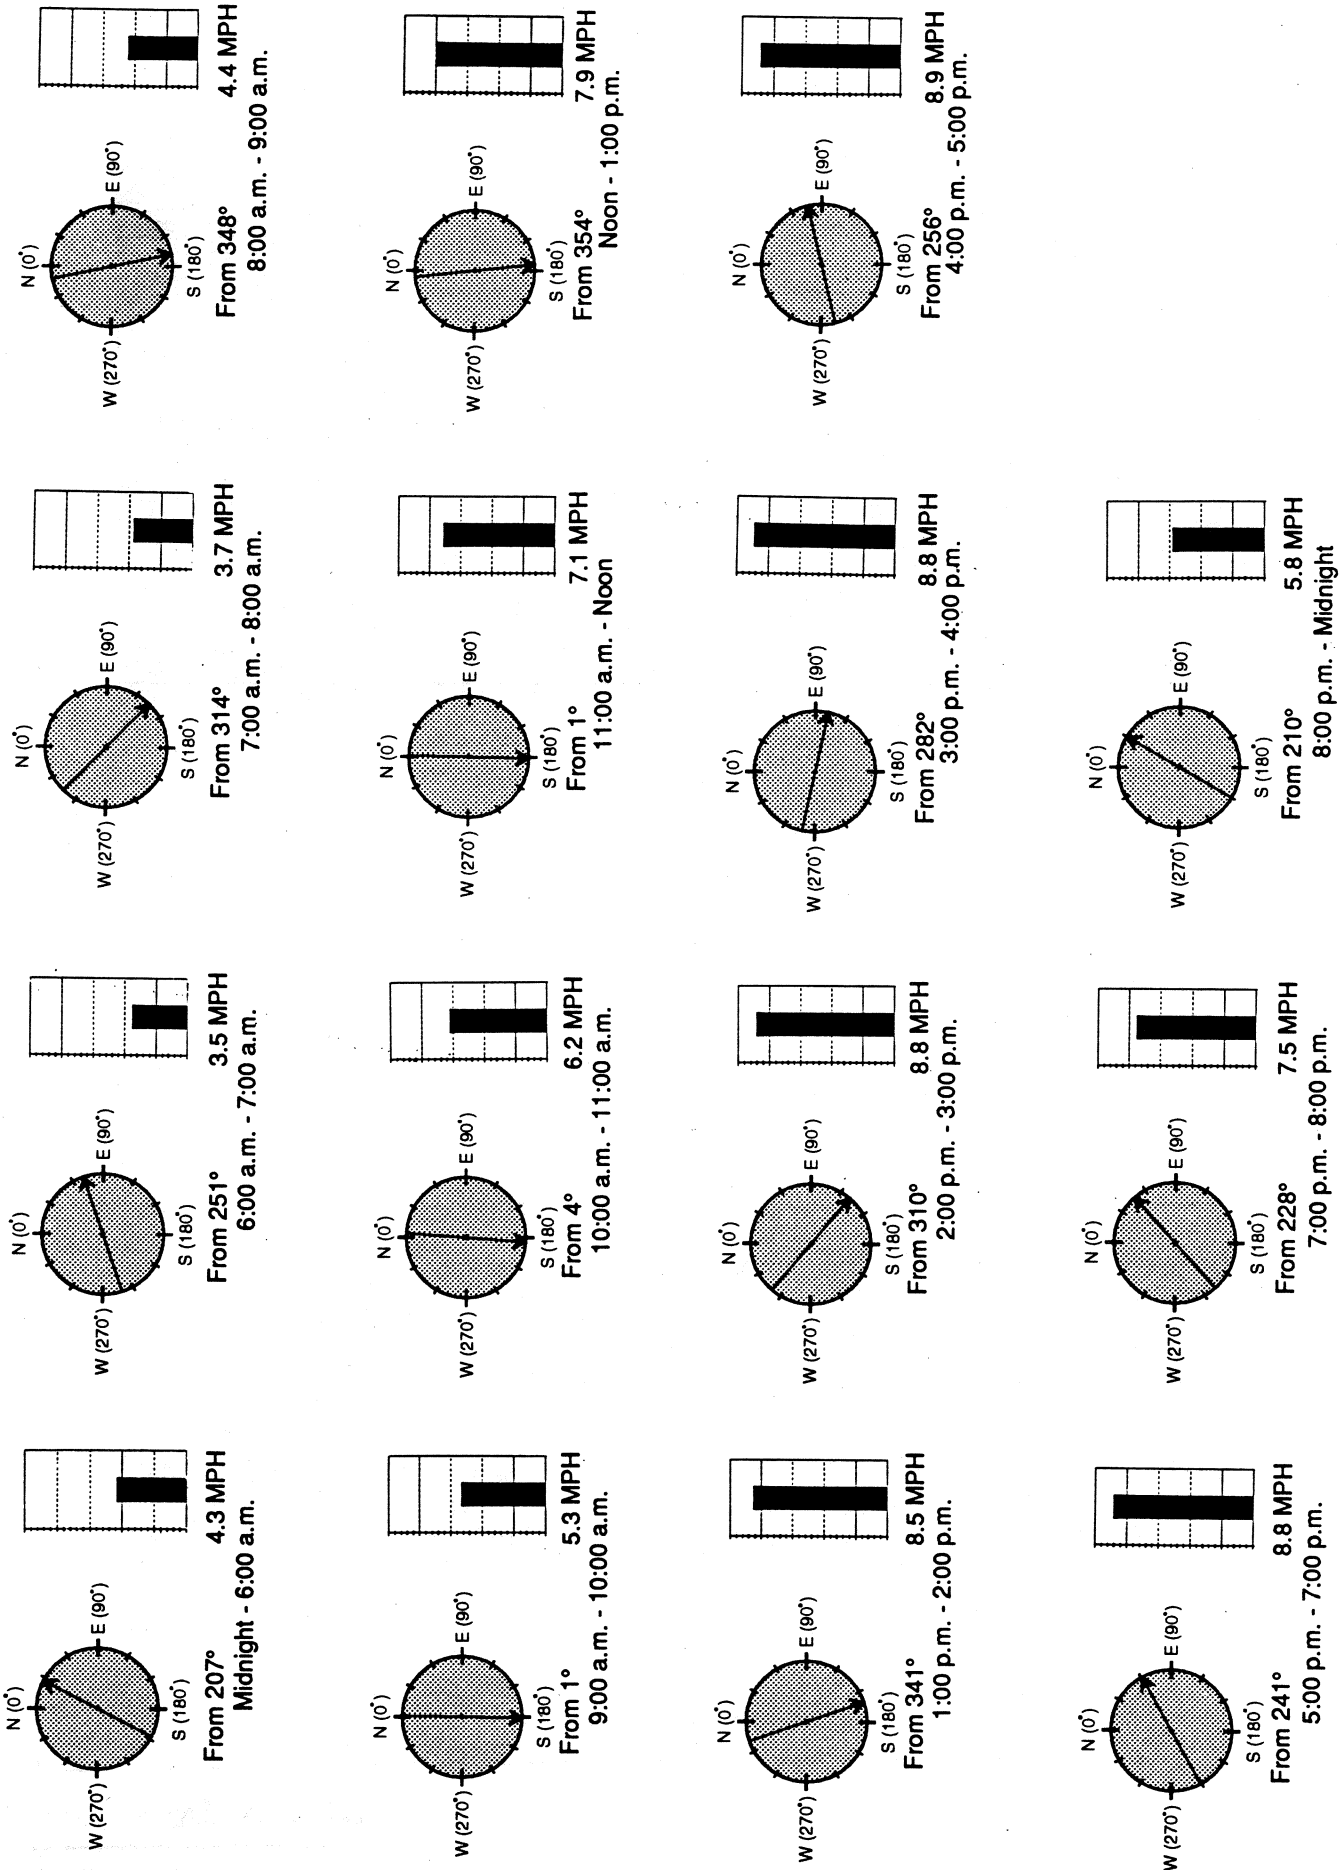 N (0°)
W (270°)
E (90°)
S (180°)
From 207°
4.3 MPH
Midnight - 6:00 a.m.
N (0°)
W (270°)
E (90°)
S (180°)
From 251°
3.5 MPH
6:00 a.m. - 7:00 a.m.
N (0°)
W (270°)
E (90°)
S (180°)
From 314°
3.7 MPH
7:00 a.m. - 8:00 a.m.
N (0°)
W (270°)
E (90°)
S (180°)
From 348°
4.4 MPH
8:00 a.m. - 9:00 a.m.
N (0°)
W (270°)
E (90°)
S (180°)
From 1°
5.3 MPH
9:00 a.m. - 10:00 a.m.
N (0°)
W (270°)
E (90°)
S (180°)
From 4°
6.2 MPH
10:00 a.m. - 11:00 a.m.
N (0°)
W (270°)
E (90°)
S (180°)
From 1°
7.1 MPH
11:00 a.m. - Noon
N (0°)
W (270°)
E (90°)
S (180°)
From 354°
7.9 MPH
Noon - 1:00 p.m.
N (0°)
W (270°)
E (90°)
S (180°)
From 341°
8.5 MPH
1:00 p.m. - 2:00 p.m.
N (0°)
W (270°)
E (90°)
S (180°)
From 310°
8.8 MPH
2:00 p.m. - 3:00 p.m.
N (0°)
W (270°)
E (90°)
S (180°)
From 282°
8.8 MPH
3:00 p.m. - 4:00 p.m.
N (0°)
W (270°)
E (90°)
S (180°)
From 256°
8.9 MPH
4:00 p.m. - 5:00 p.m.
N (0°)
W (270°)
E (90°)
S (180°)
From 241°
8.8 MPH
5:00 p.m. - 7:00 p.m.
N (0°)
W (270°)
E (90°)
S (180°)
From 228°
7.5 MPH
7:00 p.m. - 8:00 p.m.
N (0°)
W (270°)
E (90°)
S (180°)
From 210°
5.8 MPH
8:00 p.m. - Midnight